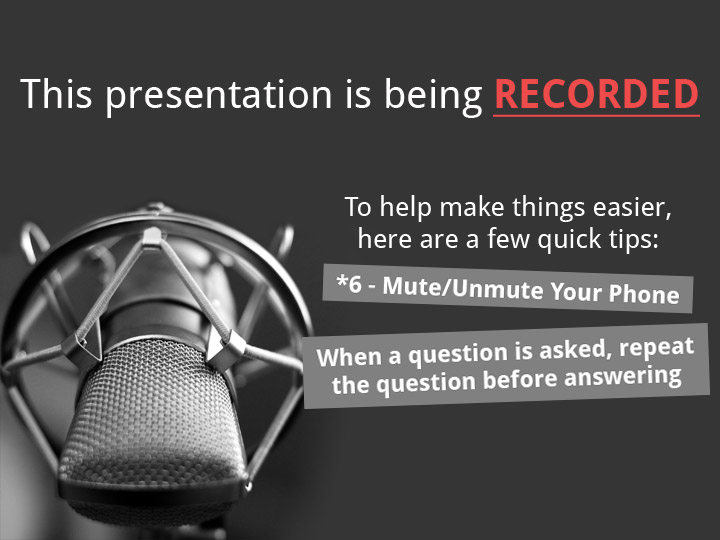 This presentation is being RECORDED
To help make things easier,
here are a few quick tips:
*6 - Mute/Unmute Your Phone
When a question is asked, repeat
the question before answering